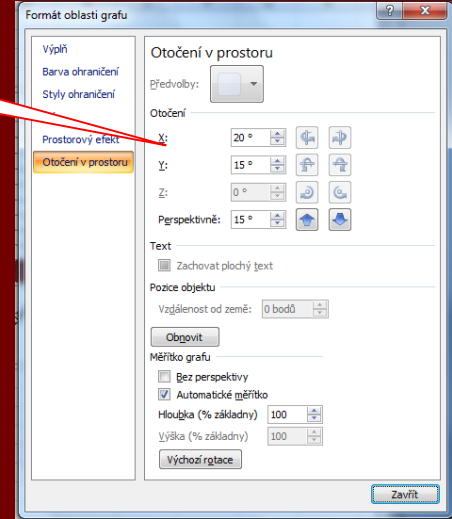 Formát oblasti grafu
Výplň
Barva ohraničení
Styly ohraničení
Prostorový efekt
Otočení v prostoru
Otočení v prostoru
Předvolby:
Otočení
X: 20 °
Y: 15 °
Z: 0 °
Perspektivně: 15 °
Text
Zachovat plochý text
Pozice objektu
Vzdálenost od země: 0 bodů
Obnovit
Měřítko grafu
Bez perspektivy
Automatické měřítko
Hloubka (% základny) 100
Výška (% základny) 100
Výchozí rotace
Zavřít